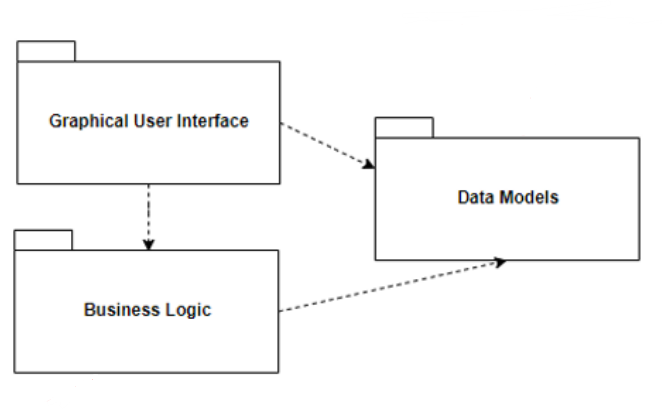 Graphical User Interface
Data Models
Business Logic